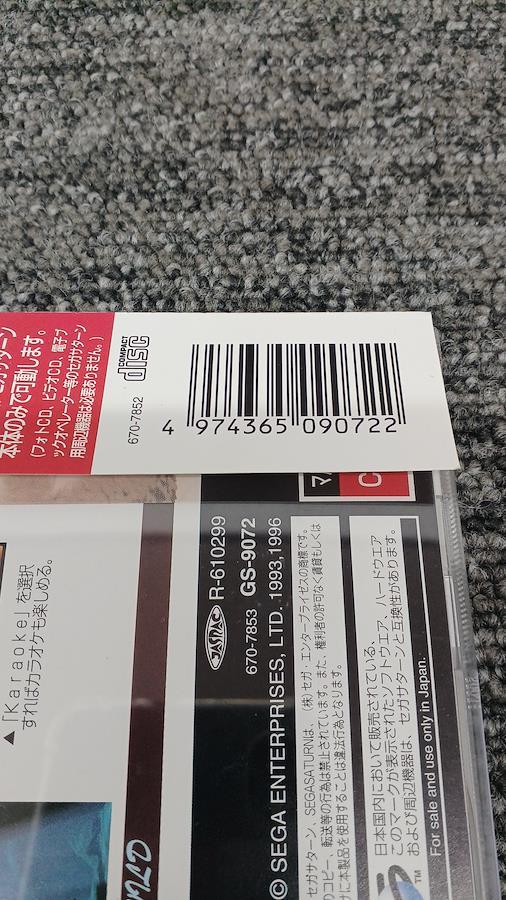 本体のみで可動します。
(フォトCD、ビデオCD、電子ブ
ックオペレーター等のセガサターン
用周辺機器は必要ありません。)
COMPACT
disc
670-7852
4 974365 090722
▲「Karaoke」を選択
すればカラオケも楽しめる。
JASRAC
R-610299
670-7853 GS-9072
© SEGA ENTERPRISES, LTD. 1993,1996
セガサターン、SEGASATURNは、(株)セガ・エンタープライゼスの商標です。
のコピー、転送等の行為は禁止されています。また、権利者の許可なく賃貸もしくは
に本製品を使用することは違法行為となります。
日本国内において販売されている、
このマークが表示されたソフトウエア、ハードウエア
および周辺機器は、セガサターンと互換性があります。
For sale and use only in Japan.
TM